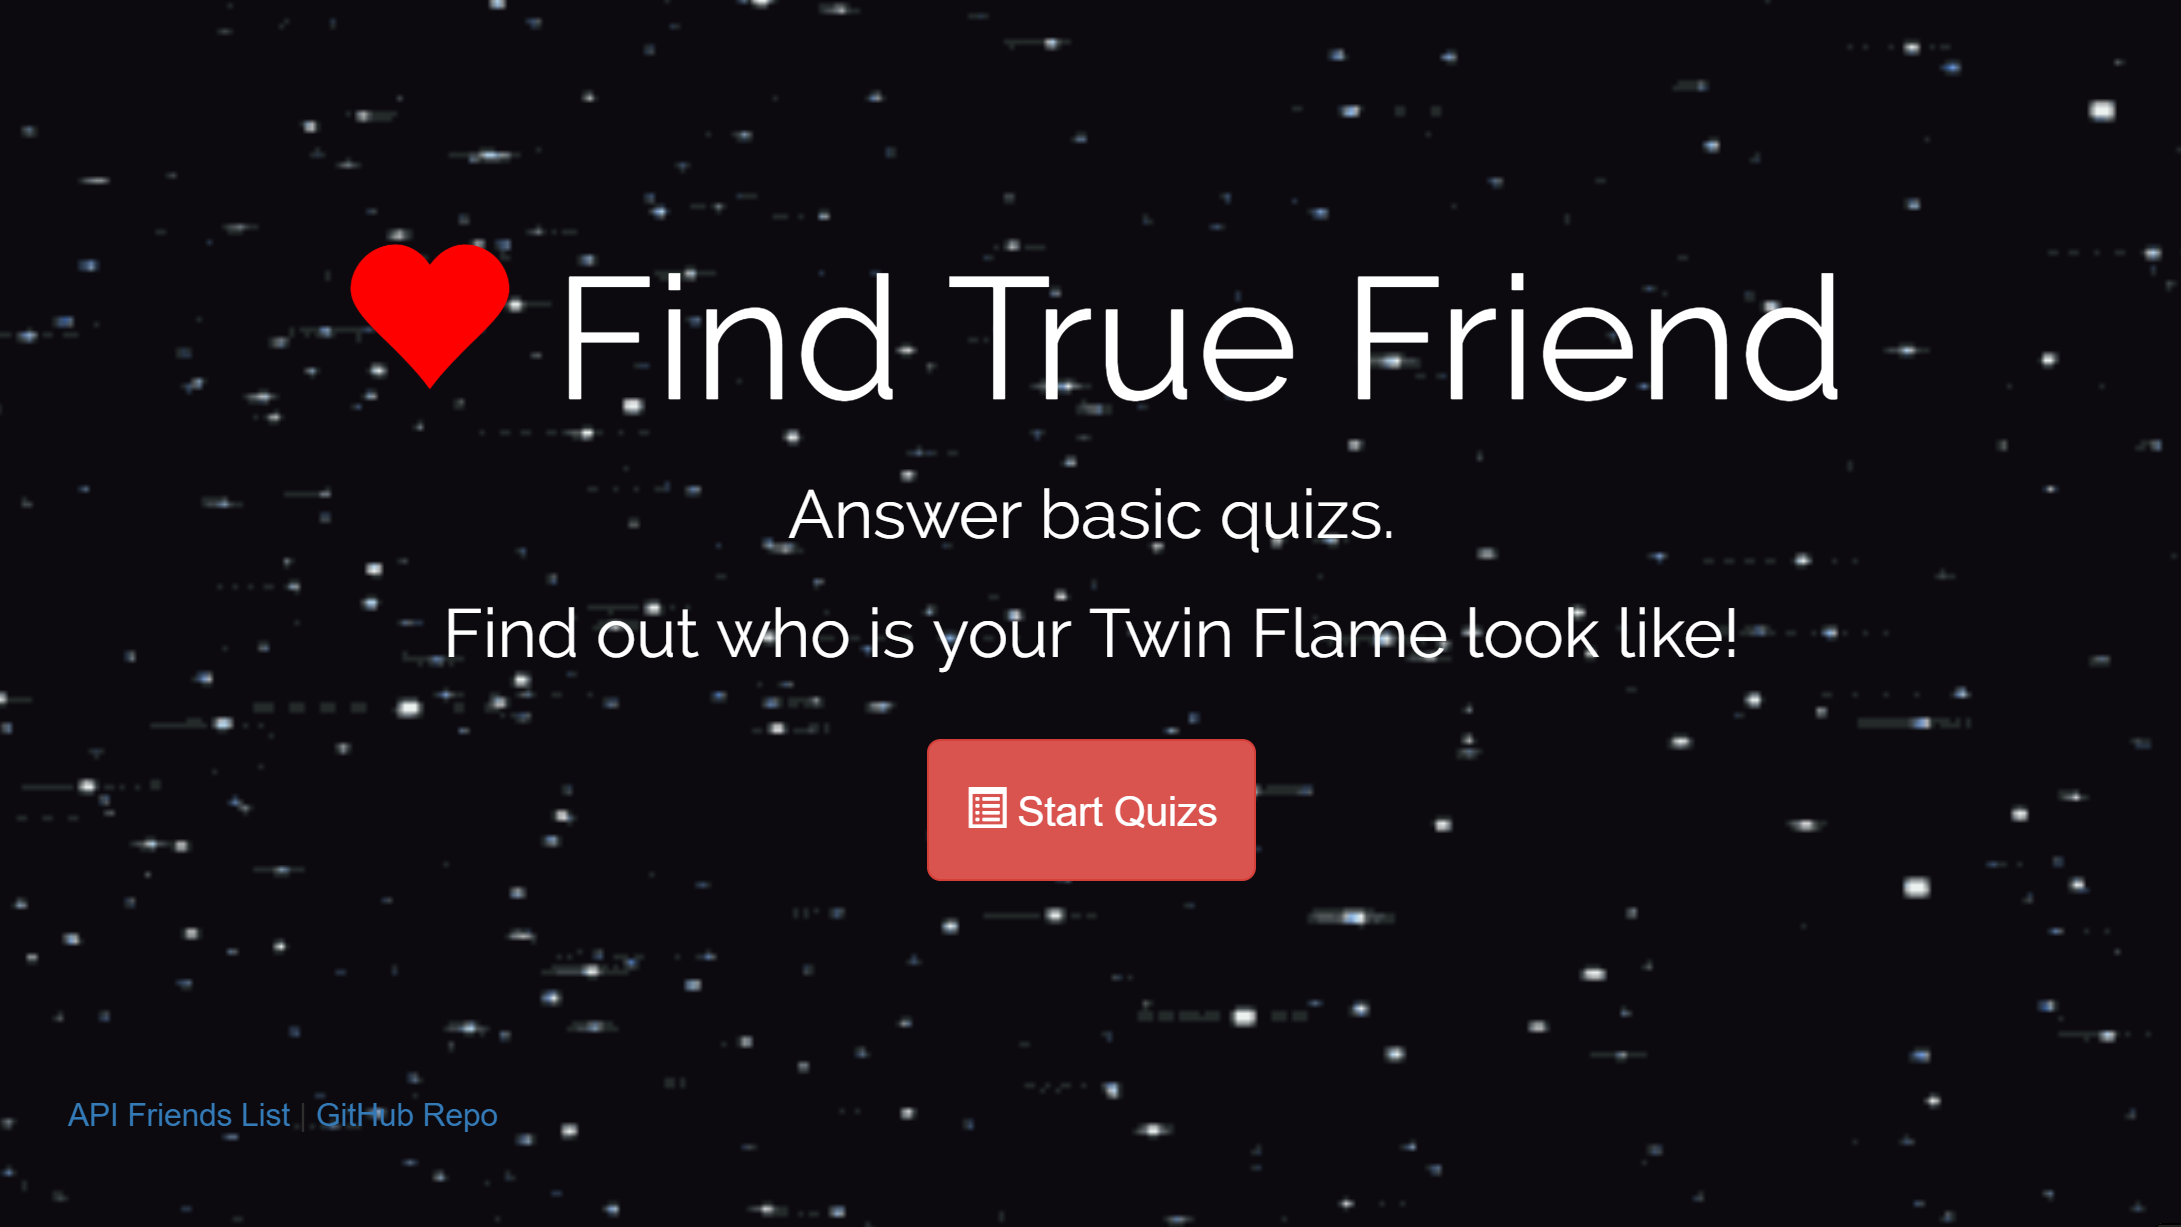 Find True Friend
Answer basic quizs.
Find out who is your Twin Flame look like!
Start Quizs
API Friends List | GitHub Repo